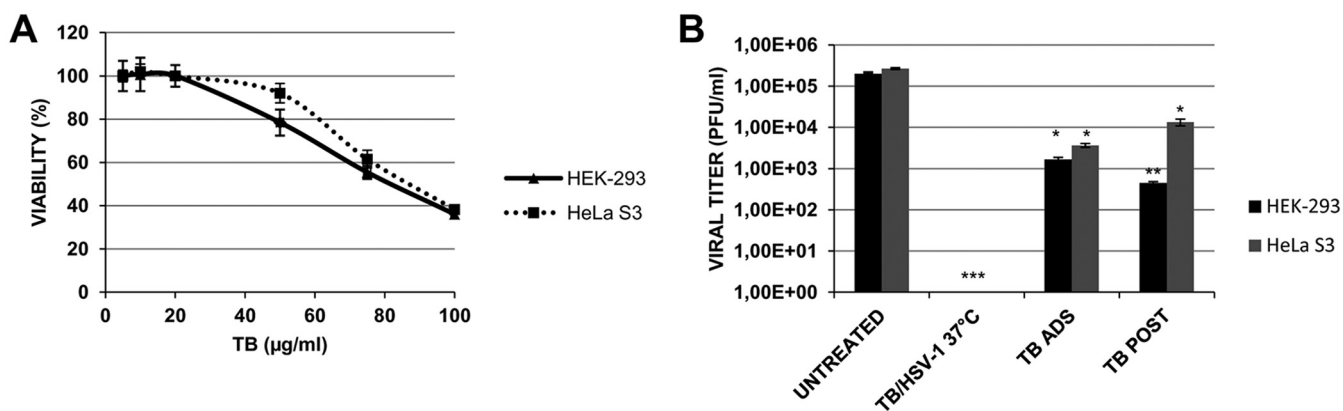 A
VIABILITY (%)
120
100
80
60
40
20
0
0 20 40 60 80 100
TB (µg/ml)
HEK-293
HeLa S3
B
VIRAL TITER (PFU/ml)
1,00E+06
1,00E+05
1,00E+04
1,00E+03
1,00E+02
1,00E+01
1,00E+00
***
* *
**
*
UNTREATED
TB/HSV-1 37°C
TB ADS
TB POST
HEK-293
HeLa S3